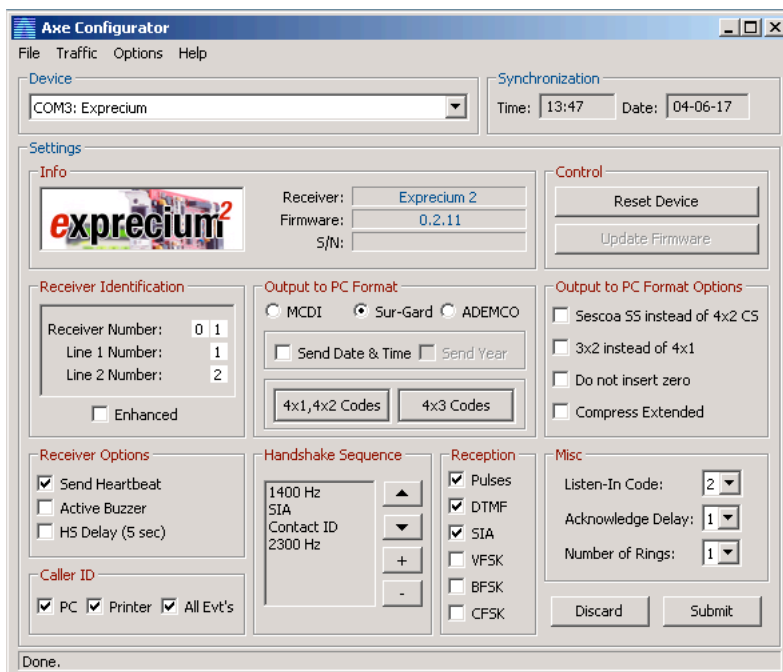 Axe Configurator
File Traffic Options Help
Device
COM3: Exprecium
Synchronization
Time: 13:47 Date: 04-06-17
Settings
Info
exprecium2
Receiver: Exprecium 2
Firmware: 0.2.11
S/N:
Control
Reset Device
Update Firmware
Receiver Identification
Receiver Number: 0 1
Line 1 Number: 1
Line 2 Number: 2
Enhanced
Output to PC Format
MCDI Sur-Gard ADEMCO
Send Date & Time Send Year
4x1,4x2 Codes 4x3 Codes
Output to PC Format Options
Sescoa SS instead of 4x2 CS
3x2 instead of 4x1
Do not insert zero
Compress Extended
Receiver Options
Send Heartbeat
Active Buzzer
HS Delay (5 sec)
Caller ID
PC Printer All Evt's
Handshake Sequence
1400 Hz
SIA
Contact ID
2300 Hz
+
-
Reception
Pulses
DTMF
SIA
VFSK
BFSK
CFSK
Misc
Listen-In Code: 2
Acknowledge Delay: 1
Number of Rings: 1
Discard Submit
Done.